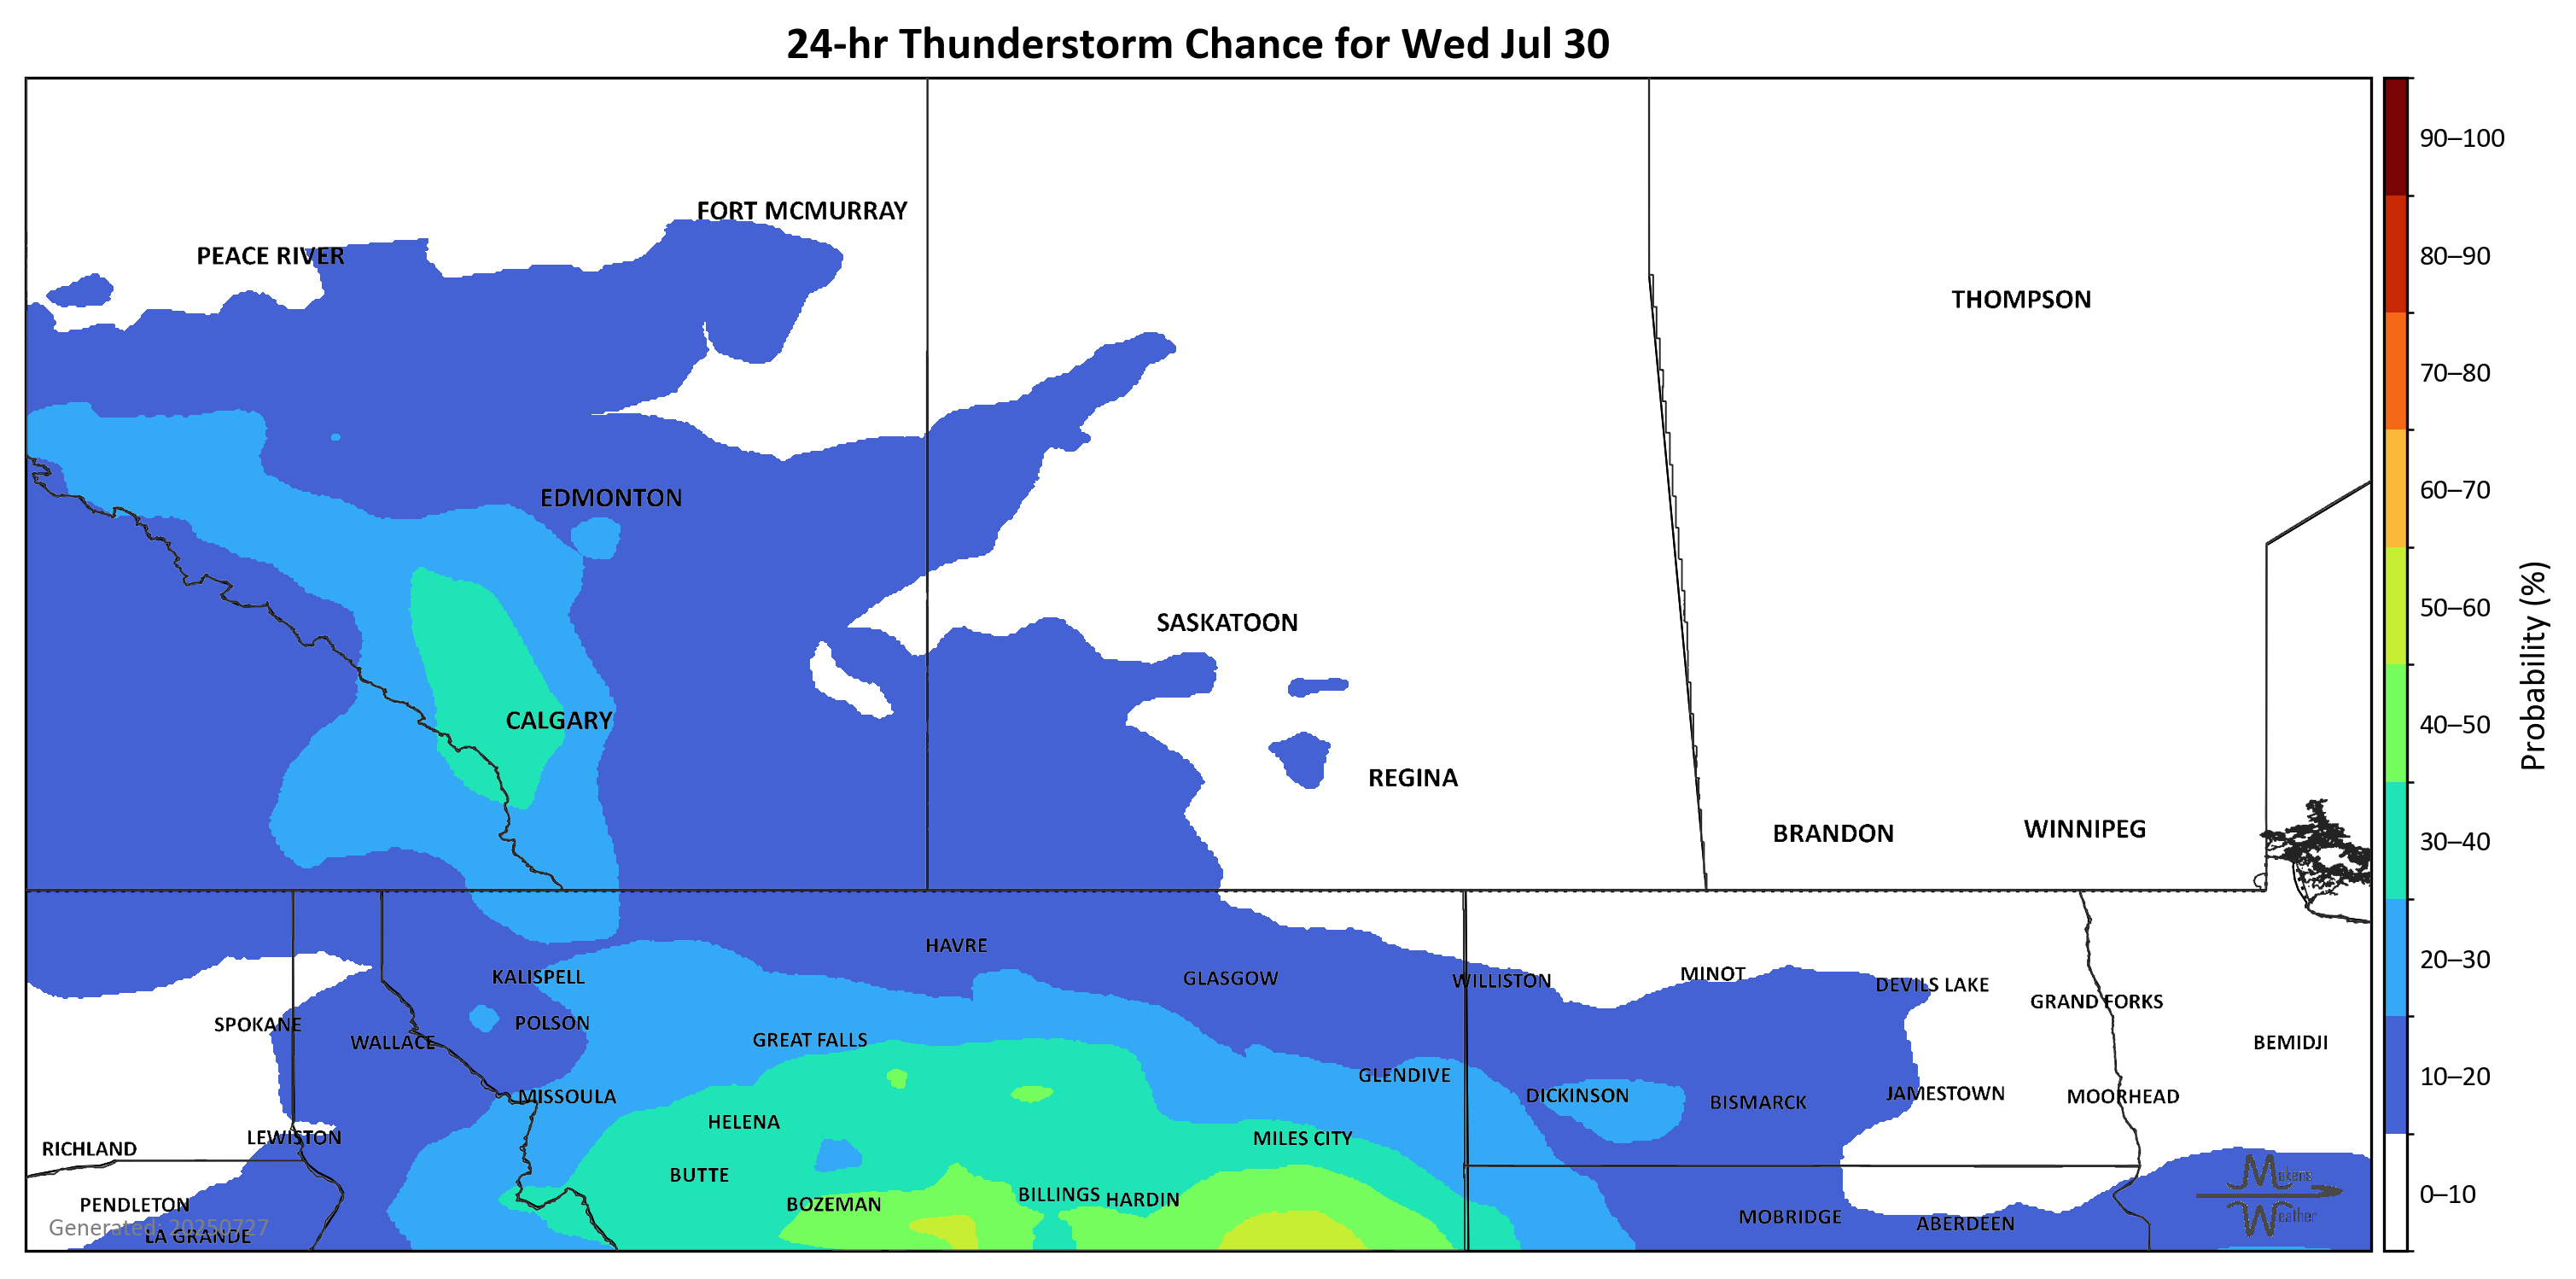 24-hr Thunderstorm Chance for Wed Jul 30
FORT MCMURRAY
PEACE RIVER
THOMPSON
EDMONTON
SASKATOON
CALGARY
REGINA
BRANDON
WINNIPEG
HAVRE
KALISPELL
GLASGOW
WILLISTON
MINOT
DEVILS LAKE
GRAND FORKS
SPOKANE
POLSON
WALLACE
GREAT FALLS
BEMIDJI
GLENDIVE
MISSOULA
DICKINSON
BISMARCK
JAMESTOWN
MOORHEAD
HELENA
LEWISTON
MILES CITY
RICHLAND
BUTTE
BILLINGS
HARDIN
PENDLETON
BOZEMAN
MOBRIDGE
ABERDEEN
Generated: 20250727
LA GRANDE
Makens
Weather
90–100
80–90
70–80
60–70
50–60
40–50
30–40
20–30
10–20
0–10
Probability (%)